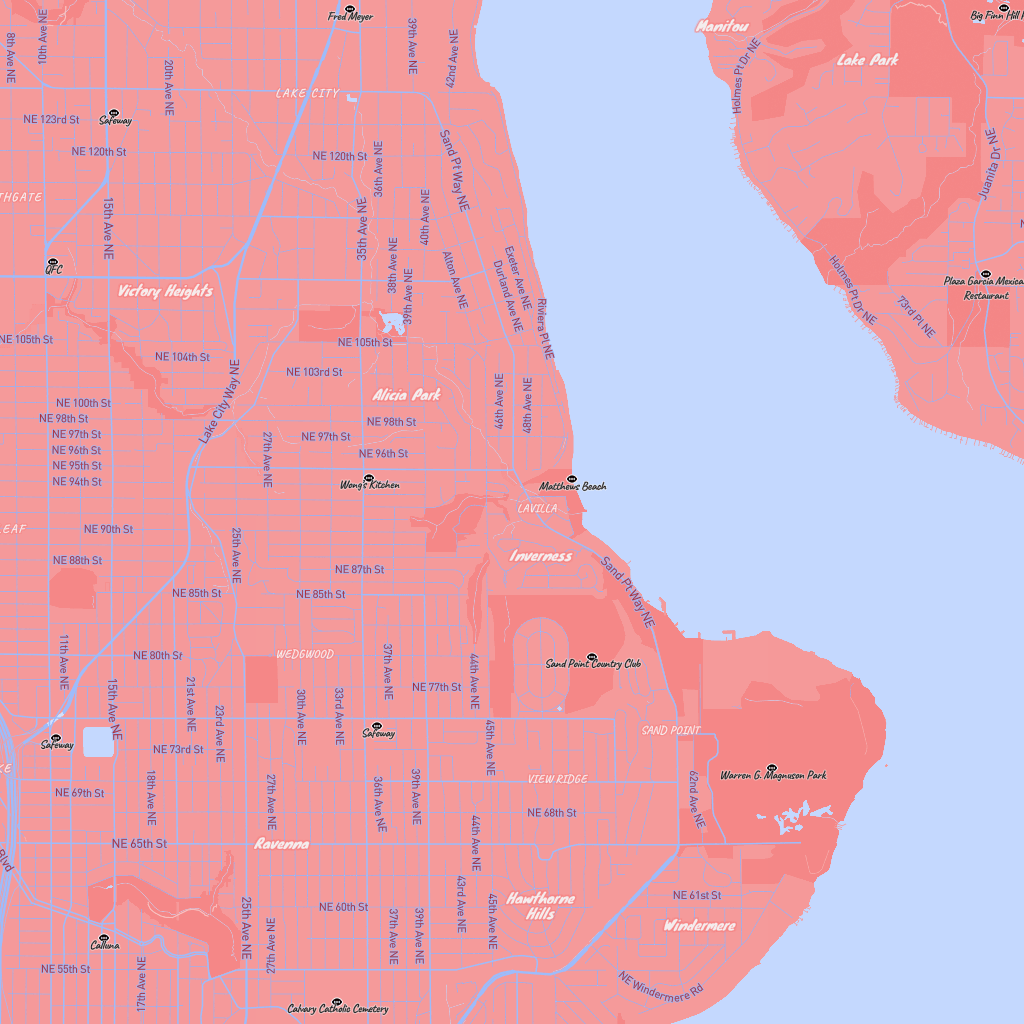 Fred Meyer
8th Ave NE
10th Ave NE
39th Ave NE
42nd Ave NE
Manitou
Holmes Pt Dr NE
Lake Park
20th Ave NE
LAKE CITY
NE 123rd St
Safeway
NE 120th St
NE 120th St
36th Ave NE
Sand Pt Way NE
Juanita Dr NE
15th Ave NE
35th Ave NE
40th Ave NE
38th Ave NE
39th Ave NE
Alton Ave NE
Exeter Ave NE
Durland Ave NE
Riviera Pl NE
QFC
Victory Heights
Holmes Pt Dr NE
73rd Pl NE
Restaurant
NE 105th St
NE 105th St
NE 104th St
NE 103rd St
Lake City Way NE
Alicia Park
46th Ave NE
48th Ave NE
NE 100th St
NE 98th St
NE 98th St
NE 97th St
NE 97th St
NE 96th St
NE 96th St
NE 95th St
NE 94th St
27th Ave NE
Wong's Kitchen
Matthews Beach
LAVILLA
NE 90th St
25th Ave NE
Inverness
NE 88th St
NE 87th St
NE 85th St
NE 85th St
Sand Pt Way NE
11th Ave NE
NE 80th St
WEDGWOOD
37th Ave NE
44th Ave NE
Sand Point Country Club
NE 77th St
15th Ave NE
21st Ave NE
23rd Ave NE
30th Ave NE
33rd Ave NE
45th Ave NE
Safeway
Safeway
SAND POINT
NE 73rd St
VIEW RIDGE
Warren G. Magnuson Park
NE 69th St
18th Ave NE
27th Ave NE
36th Ave NE
39th Ave NE
62nd Ave NE
NE 68th St
NE 65th St
Ravenna
44th Ave NE
Blvd
43rd Ave NE
45th Ave NE
Hawthorne
Hills
NE 61st St
Windermere
NE 60th St
25th Ave NE
27th Ave NE
37th Ave NE
39th Ave NE
Calluna
NE 55th St
17th Ave NE
NE Windermere Rd
Calvary Catholic Cemetery